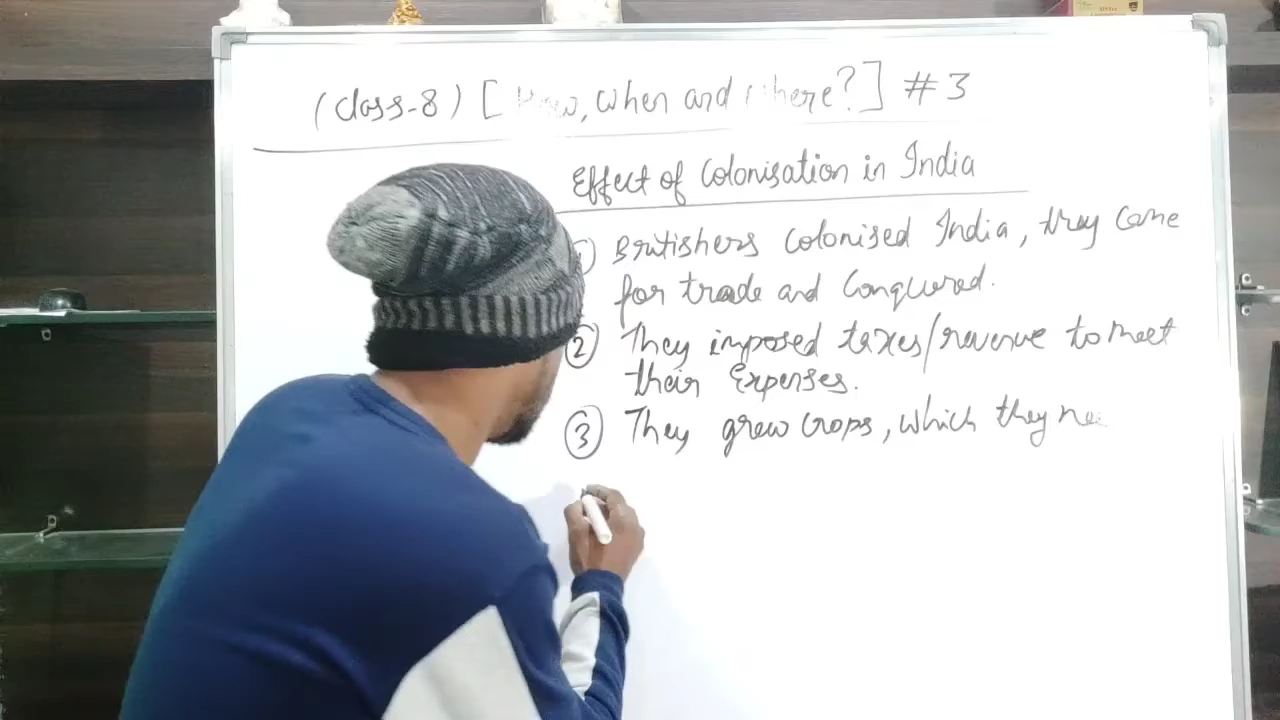 (Class-8) [How, When and Where?] #3
Effect of Colonisation in India
1) Britishers colonised India, they came
for trade and Conquered.
2 They imposed taxes/revenue to meet
their Expenses.
3 They grew crops, which they